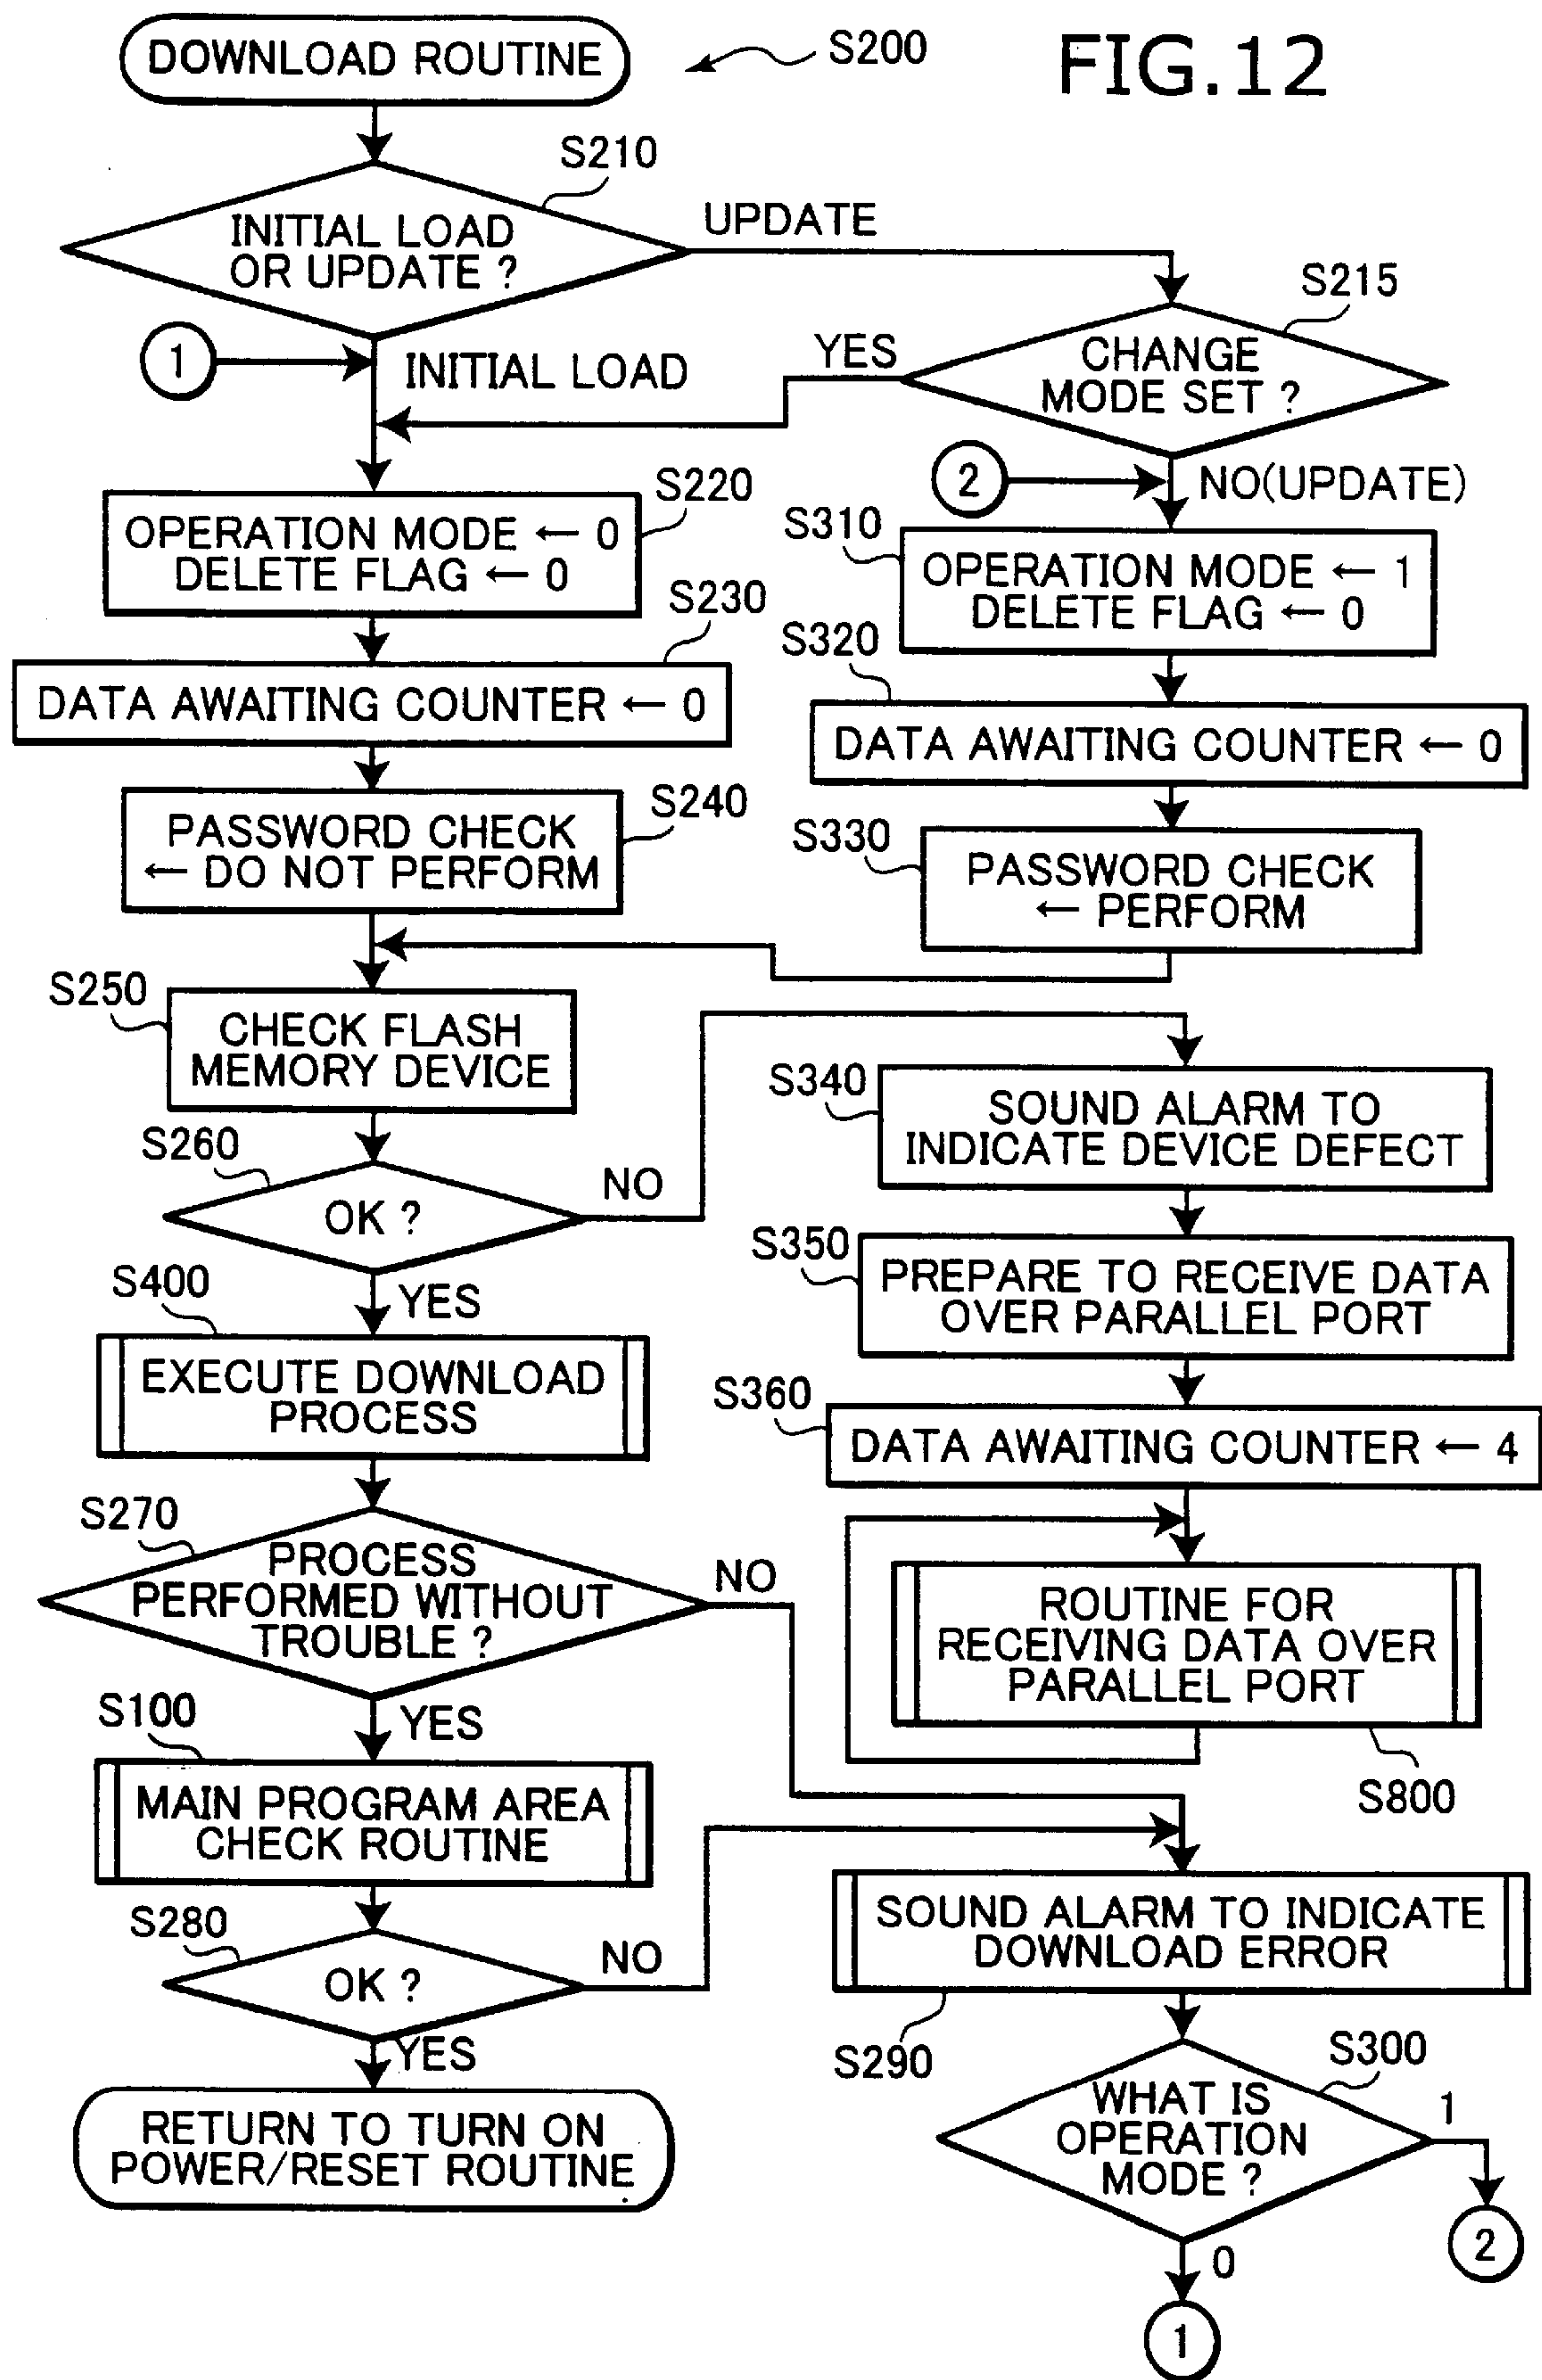 DOWNLOAD ROUTINE
S200
FIG.12
S210
INITIAL LOAD
OR UPDATE ?
UPDATE
S215
CHANGE
MODE SET ?
YES
1
INITIAL LOAD
2
NO(UPDATE)
S220
OPERATION MODE ← 0
DELETE FLAG ← 0
S310
OPERATION MODE ← 1
DELETE FLAG ← 0
S230
DATA AWAITING COUNTER ← 0
S320
DATA AWAITING COUNTER ← 0
S240
PASSWORD CHECK
← DO NOT PERFORM
S330
PASSWORD CHECK
← PERFORM
S250
CHECK FLASH
MEMORY DEVICE
S340
SOUND ALARM TO
INDICATE DEVICE DEFECT
S260
OK ?
NO
YES
S350
PREPARE TO RECEIVE DATA
OVER PARALLEL PORT
S400
EXECUTE DOWNLOAD
PROCESS
S360
DATA AWAITING COUNTER ← 4
S270
PROCESS
PERFORMED WITHOUT
TROUBLE ?
NO
YES
ROUTINE FOR
RECEIVING DATA OVER
PARALLEL PORT
S800
S100
MAIN PROGRAM AREA
CHECK ROUTINE
SOUND ALARM TO INDICATE
DOWNLOAD ERROR
S290
S280
OK ?
NO
YES
S300
WHAT IS
OPERATION
MODE ?
1
2
0
1
RETURN TO TURN ON
POWER/RESET ROUTINE